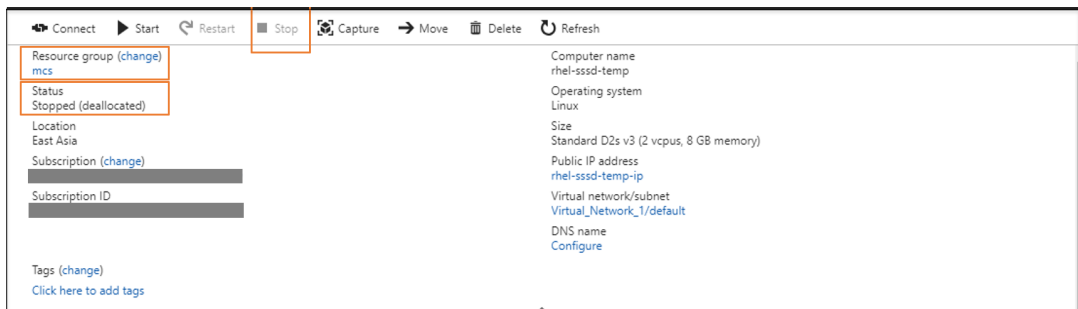 Connect Start Restart Stop Capture Move Delete Refresh
Resource group (change)
mcs
Status
Stopped (deallocated)
Location
East Asia
Subscription (change)
Subscription ID
Tags (change)
Click here to add tags
Computer name
rhel-sssd-temp
Operating system
Linux
Size
Standard D2s v3 (2 vcpus, 8 GB memory)
Public IP address
rhel-sssd-temp-ip
Virtual network/subnet
Virtual_Network_1/default
DNS name
Configure